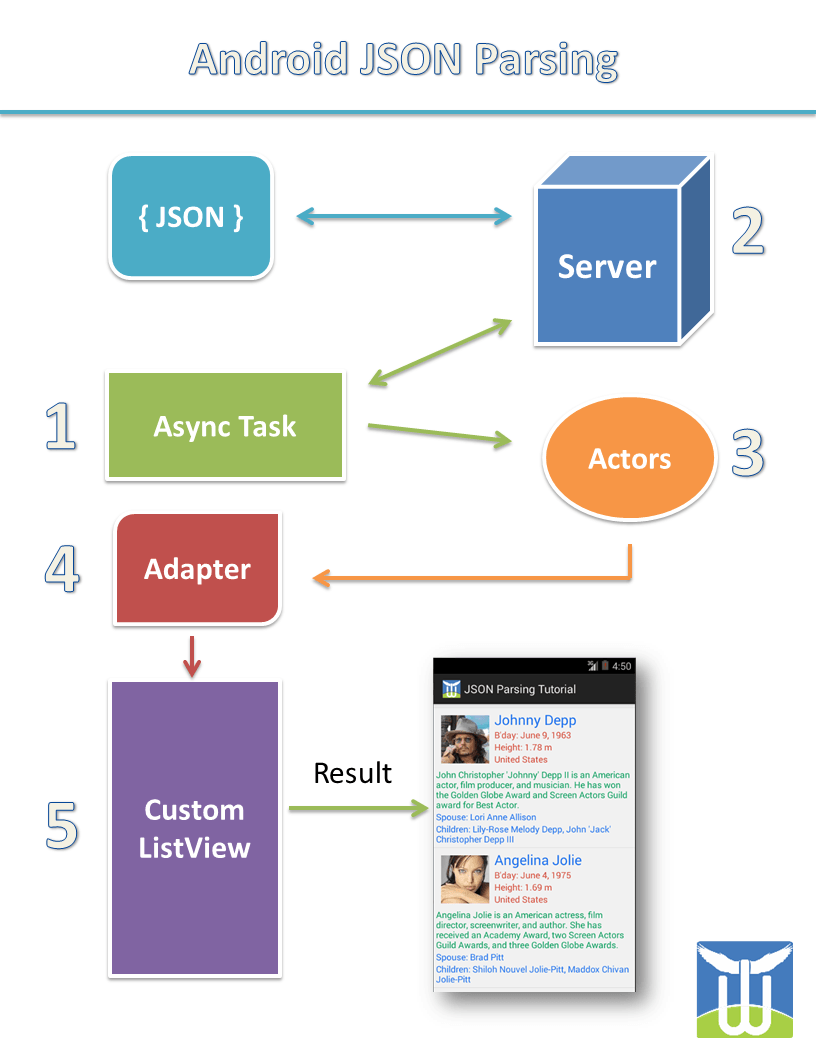 Android JSON Parsing
{ JSON }
Server
2
1
Async Task
Actors
3
4
Adapter
5
Custom
ListView
Result
3G
4:50
JSON Parsing Tutorial
Johnny Depp
B'day: June 9, 1963
Height: 1.78 m
United States
John Christopher 'Johnny' Depp II is an American
actor, film producer, and musician. He has won
the Golden Globe Award and Screen Actors Guild
award for Best Actor.
Spouse: Lori Anne Allison
Children: Lily-Rose Melody Depp, John 'Jack'
Christopher Depp III
Angelina Jolie
B'day: June 4, 1975
Height: 1.69 m
United States
Angelina Jolie is an American actress, film
director, screenwriter, and author. She has
received an Academy Award, two Screen Actors
Guild Awards, and three Golden Globe Awards.
Spouse: Brad Pitt
Children: Shiloh Nouvel Jolie-Pitt, Maddox Chivan
Jolie-Pitt